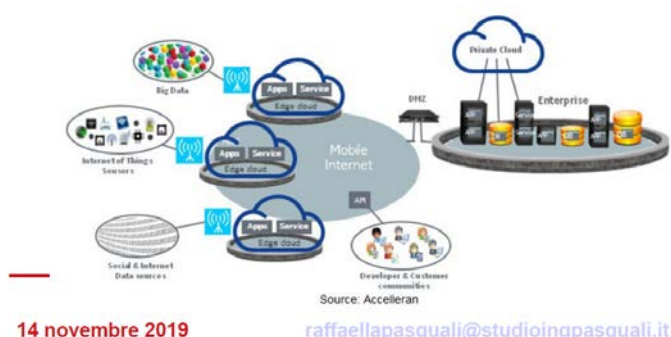 Private Cloud
Big Data
Apps Service
Edge cloud
DMZ
Enterprise
Internet of Things
Sensors
Apps Service
Edge cloud
Mobile
Internet
API
Apps Service
Edge cloud
Social & Internet
Data sources
Developer & Customer
communities
Source: Accelleran
14 novembre 2019
raffaellapasquali@studioingpasquali.it